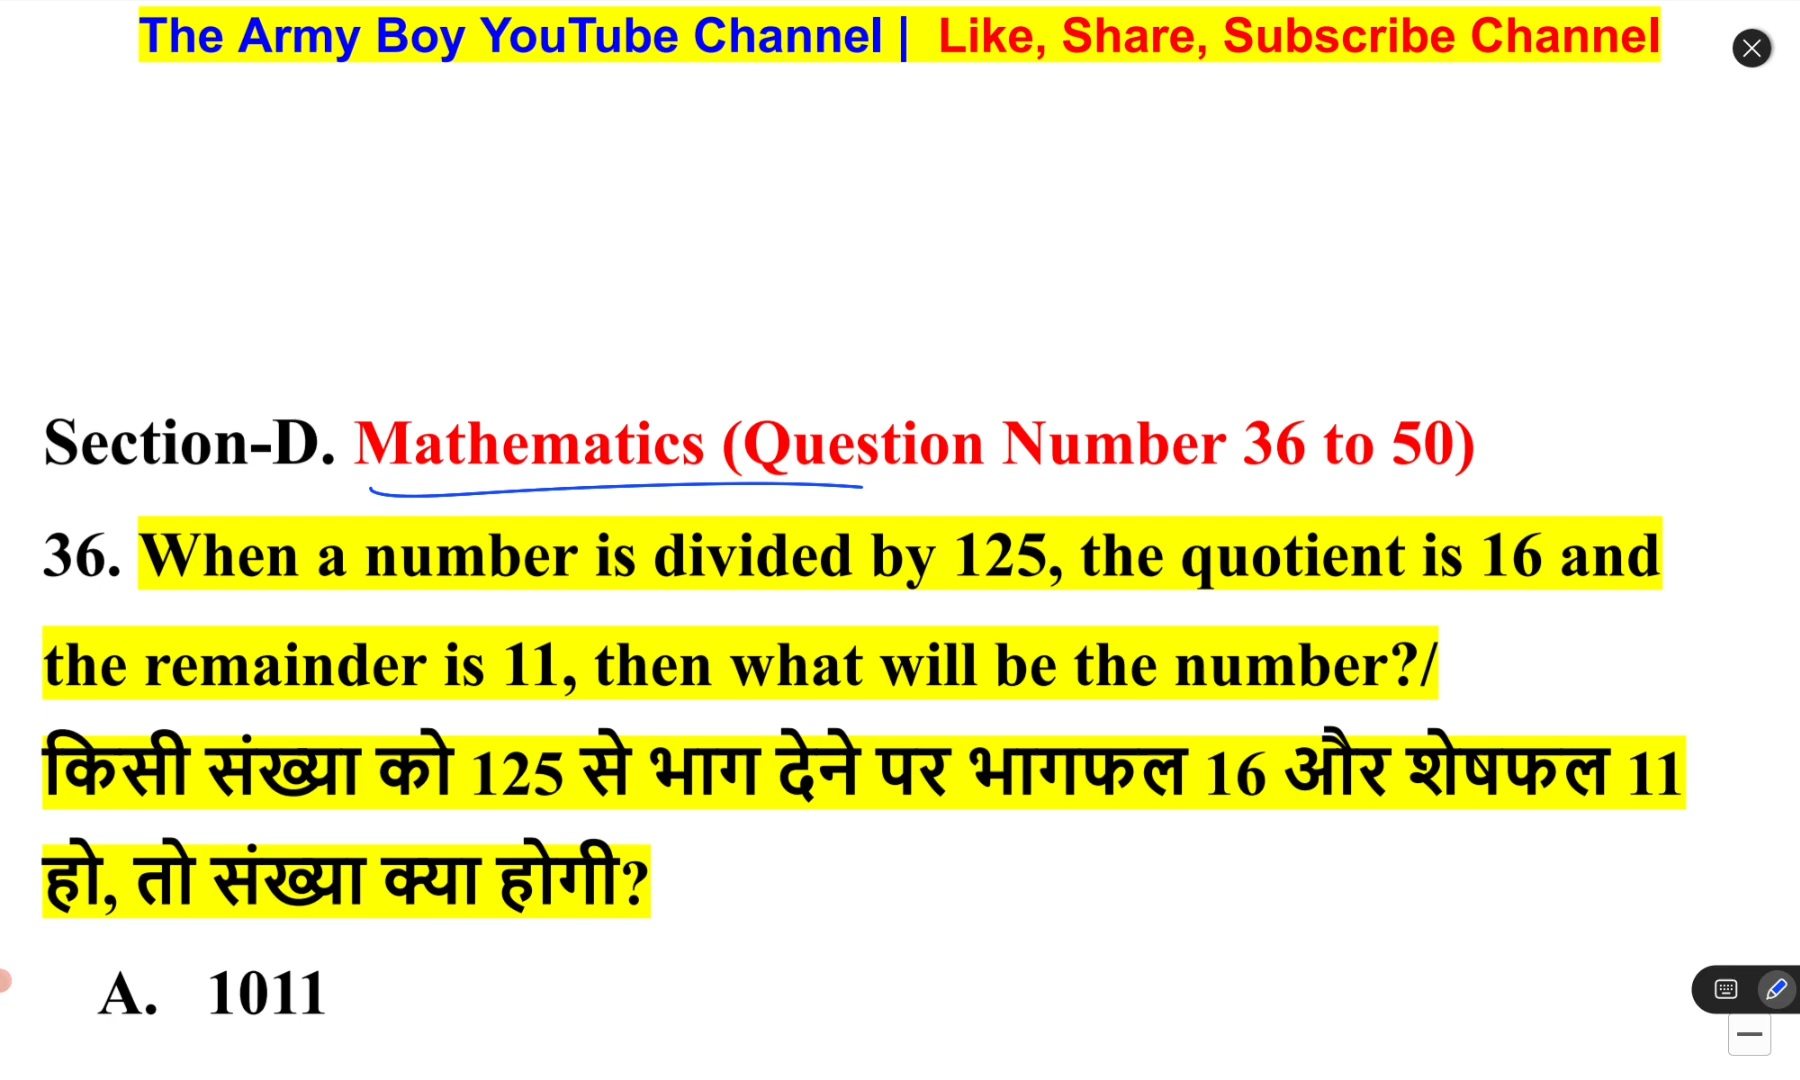 The Army Boy YouTube Channel | Like, Share, Subscribe Channel
Section-D. Mathematics (Question Number 36 to 50)
36. When a number is divided by 125, the quotient is 16 and
the remainder is 11, then what will be the number?/
किसी संख्या को 125 से भाग देने पर भागफल 16 और शेषफल 11
हो, तो संख्या क्या होगी?
A. 1011